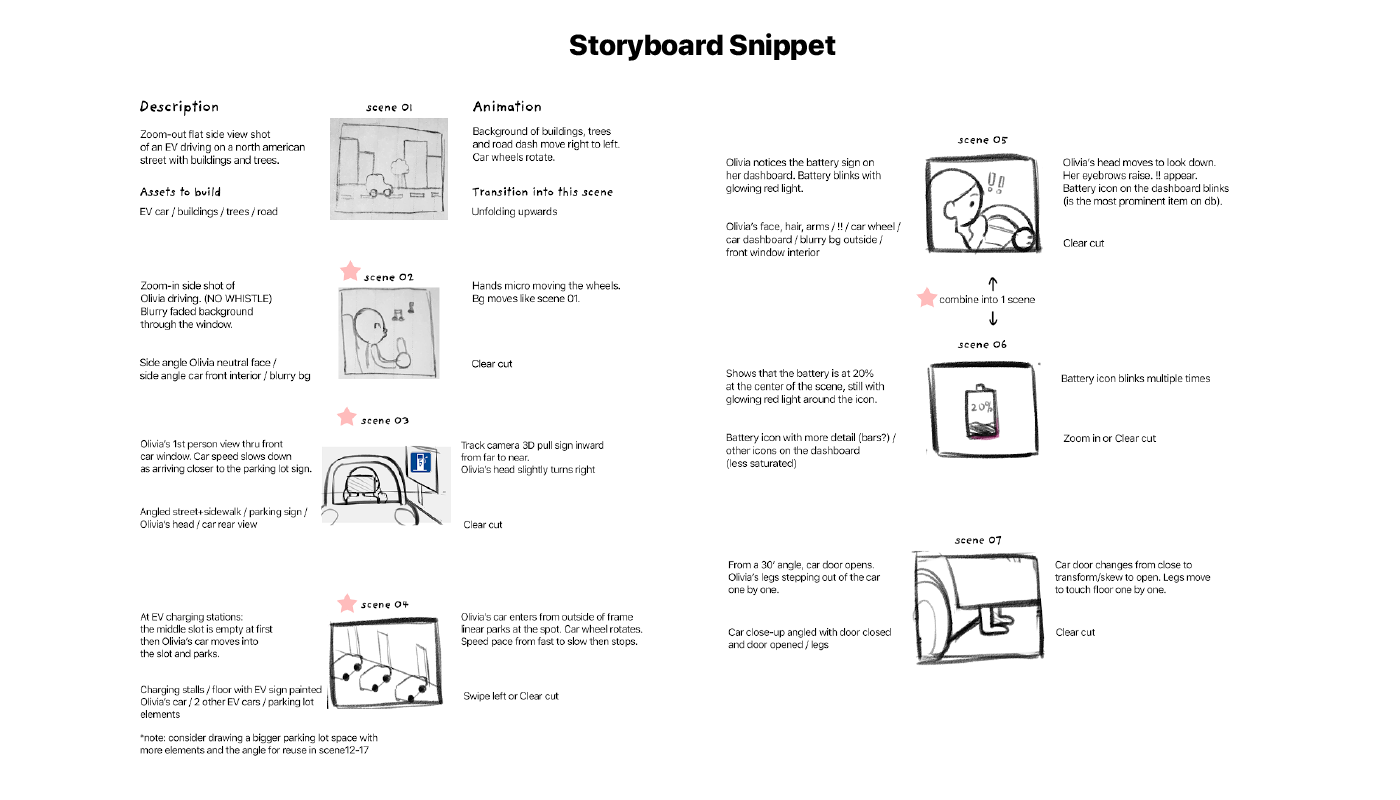 Storyboard Snippet
Description
scene 01
Animation
Zoom-out flat side view shot
of an EV driving on a north american
street with buildings and trees.
Background of buildings, trees
and road dash move right to left.
Car wheels rotate.
Assets to build
Transition into this scene
EV car / buildings / trees / road
Unfolding upwards
scene 02
Zoom-in side shot of
Olivia driving. (NO WHISTLE)
Blurry faded background
through the window.
Hands micro moving the wheels.
Bg moves like scene 01.
Side angle Olivia neutral face /
side angle car front interior / blurry bg
Clear cut
scene 03
Olivia's 1st person view thru front
car window. Car speed slows down
as arriving closer to the parking lot sign.
Track camera 3D pull sign inward
from far to near.
Olivia's head slightly turns right
Angled street+sidewalk / parking sign /
Olivia's head / car rear view
Clear cut
scene 04
At EV charging stations:
the middle slot is empty at first
then Olivia's car moves into
the slot and parks.
Olivia's car enters from outside of frame
linear parks at the spot. Car wheel rotates.
Speed pace from fast to slow then stops.
Charging stalls / floor with EV sign painted
Olivia's car / 2 other EV cars / parking lot
elements
Swipe left or Clear cut
*note: consider drawing a bigger parking lot space with
more elements and the angle for reuse in scene12-17
scene 05
Olivia notices the battery sign on
her dashboard. Battery blinks with
glowing red light.
!!
Olivia's head moves to look down.
Her eyebrows raise. !! appear.
Battery icon on the dashboard blinks
(is the most prominent item on db).
Olivia's face, hair, arms / !! / car wheel /
car dashboard / blurry bg outside /
front window interior
Clear cut
combine into 1 scene
scene 06
Shows that the battery is at 20%
at the center of the scene, still with
glowing red light around the icon.
20%
Battery icon blinks multiple times
Battery icon with more detail (bars?) /
other icons on the dashboard
(less saturated)
Zoom in or Clear cut
scene 07
From a 30' angle, car door opens.
Olivia's legs stepping out of the car
one by one.
Car door changes from close to
transform/skew to open. Legs move
to touch floor one by one.
Car close-up angled with door closed
and door opened / legs
Clear cut